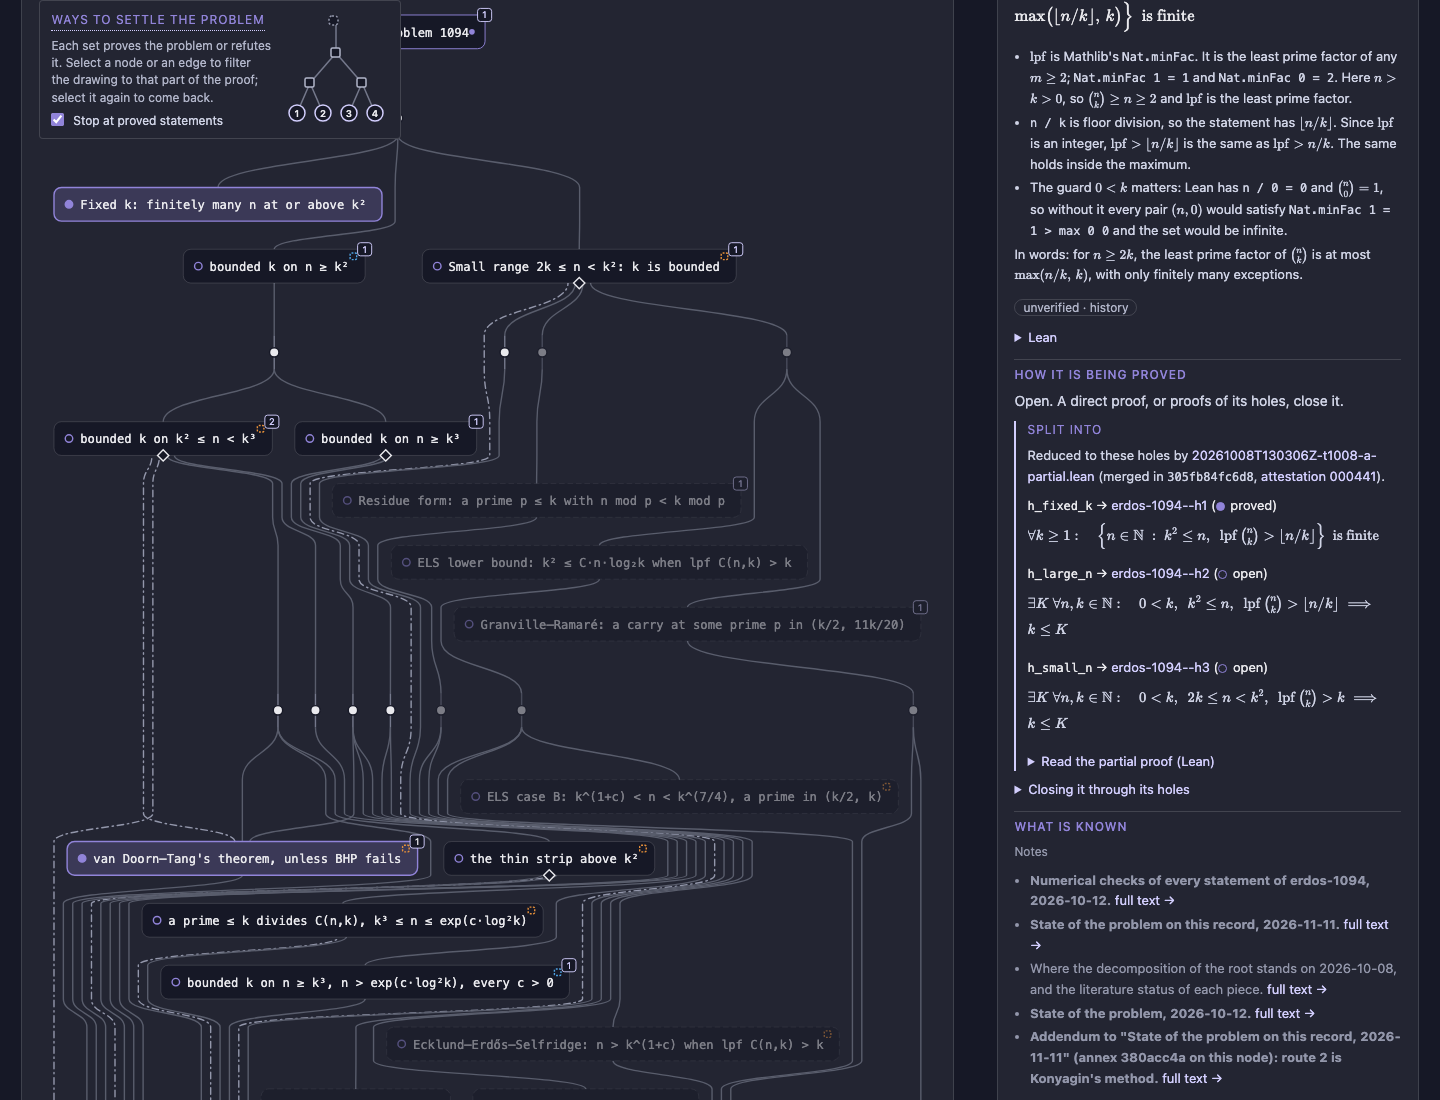 WAYS TO SETTLE THE PROBLEM
Each set proves the problem or refutes
it. Select a node or an edge to filter
the drawing to that part of the proof;
select it again to come back.
Stop at proved statements
1 2 3 4
oblem 1094
1
Fixed k: finitely many n at or above k²
bounded k on n ≥ k²
1
Small range 2k ≤ n < k²: k is bounded
1
bounded k on k² ≤ n < k³
2
bounded k on n ≥ k³
1
Residue form: a prime p ≤ k with n mod p < k mod p
1
ELS lower bound: k² ≤ C·n·log₂k when lpf C(n,k) > k
Granville–Ramaré: a carry at some prime p in (k/2, 11k/20)
1
ELS case B: k^(1+c) < n < k^(7/4), a prime in (k/2, k)
van Doorn–Tang's theorem, unless BHP fails
1
the thin strip above k²
a prime ≤ k divides C(n,k), k³ ≤ n ≤ exp(c·log²k)
bounded k on n ≥ k³, n > exp(c·log²k), every c > 0
1
Ecklund–Erdős–Selfridge: n > k^(1+c) when lpf C(n,k) > k
max(⌊n/k⌋, k)} is finite
• lpf is Mathlib's Nat.minFac. It is the least prime factor of any
m ≥ 2; Nat.minFac 1 = 1 and Nat.minFac 0 = 2. Here n >
k > 0, so (n k) ≥ n ≥ 2 and lpf is the least prime factor.
• n / k is floor division, so the statement has ⌊n/k⌋. Since lpf
is an integer, lpf > ⌊n/k⌋ is the same as lpf > n/k. The same
holds inside the maximum.
• The guard 0 < k matters: Lean has n / 0 = 0 and (n 0) = 1,
so without it every pair (n, 0) would satisfy Nat.minFac 1 =
1 > max 0 0 and the set would be infinite.
In words: for n ≥ 2k, the least prime factor of (n k) is at most
max(n/k, k), with only finitely many exceptions.
unverified · history
▶ Lean
HOW IT IS BEING PROVED
Open. A direct proof, or proofs of its holes, close it.
SPLIT INTO
Reduced to these holes by 20261008T130306Z-t1008-a-
partial.lean (merged in 305fb84fc6d8, attestation 000441).
h_fixed_k → erdos-1094--h1 (● proved)
∀k ≥ 1 : {n ∈ ℕ : k² ≤ n, lpf (n k) > ⌊n/k⌋} is finite
h_large_n → erdos-1094--h2 (○ open)
∃K ∀n, k ∈ ℕ : 0 < k, k² ≤ n, lpf (n k) > ⌊n/k⌋ ⟹
k ≤ K
h_small_n → erdos-1094--h3 (○ open)
∃K ∀n, k ∈ ℕ : 0 < k, 2k ≤ n < k², lpf (n k) > k ⟹
k ≤ K
▶ Read the partial proof (Lean)
▶ Closing it through its holes
WHAT IS KNOWN
Notes
• Numerical checks of every statement of erdos-1094,
2026-10-12. full text →
• State of the problem on this record, 2026-11-11. full text
→
• Where the decomposition of the root stands on 2026-10-08,
and the literature status of each piece. full text →
• State of the problem, 2026-10-12. full text →
• Addendum to "State of the problem on this record, 2026-
11-11" (annex 380acc4a on this node): route 2 is
Konyagin's method. full text →